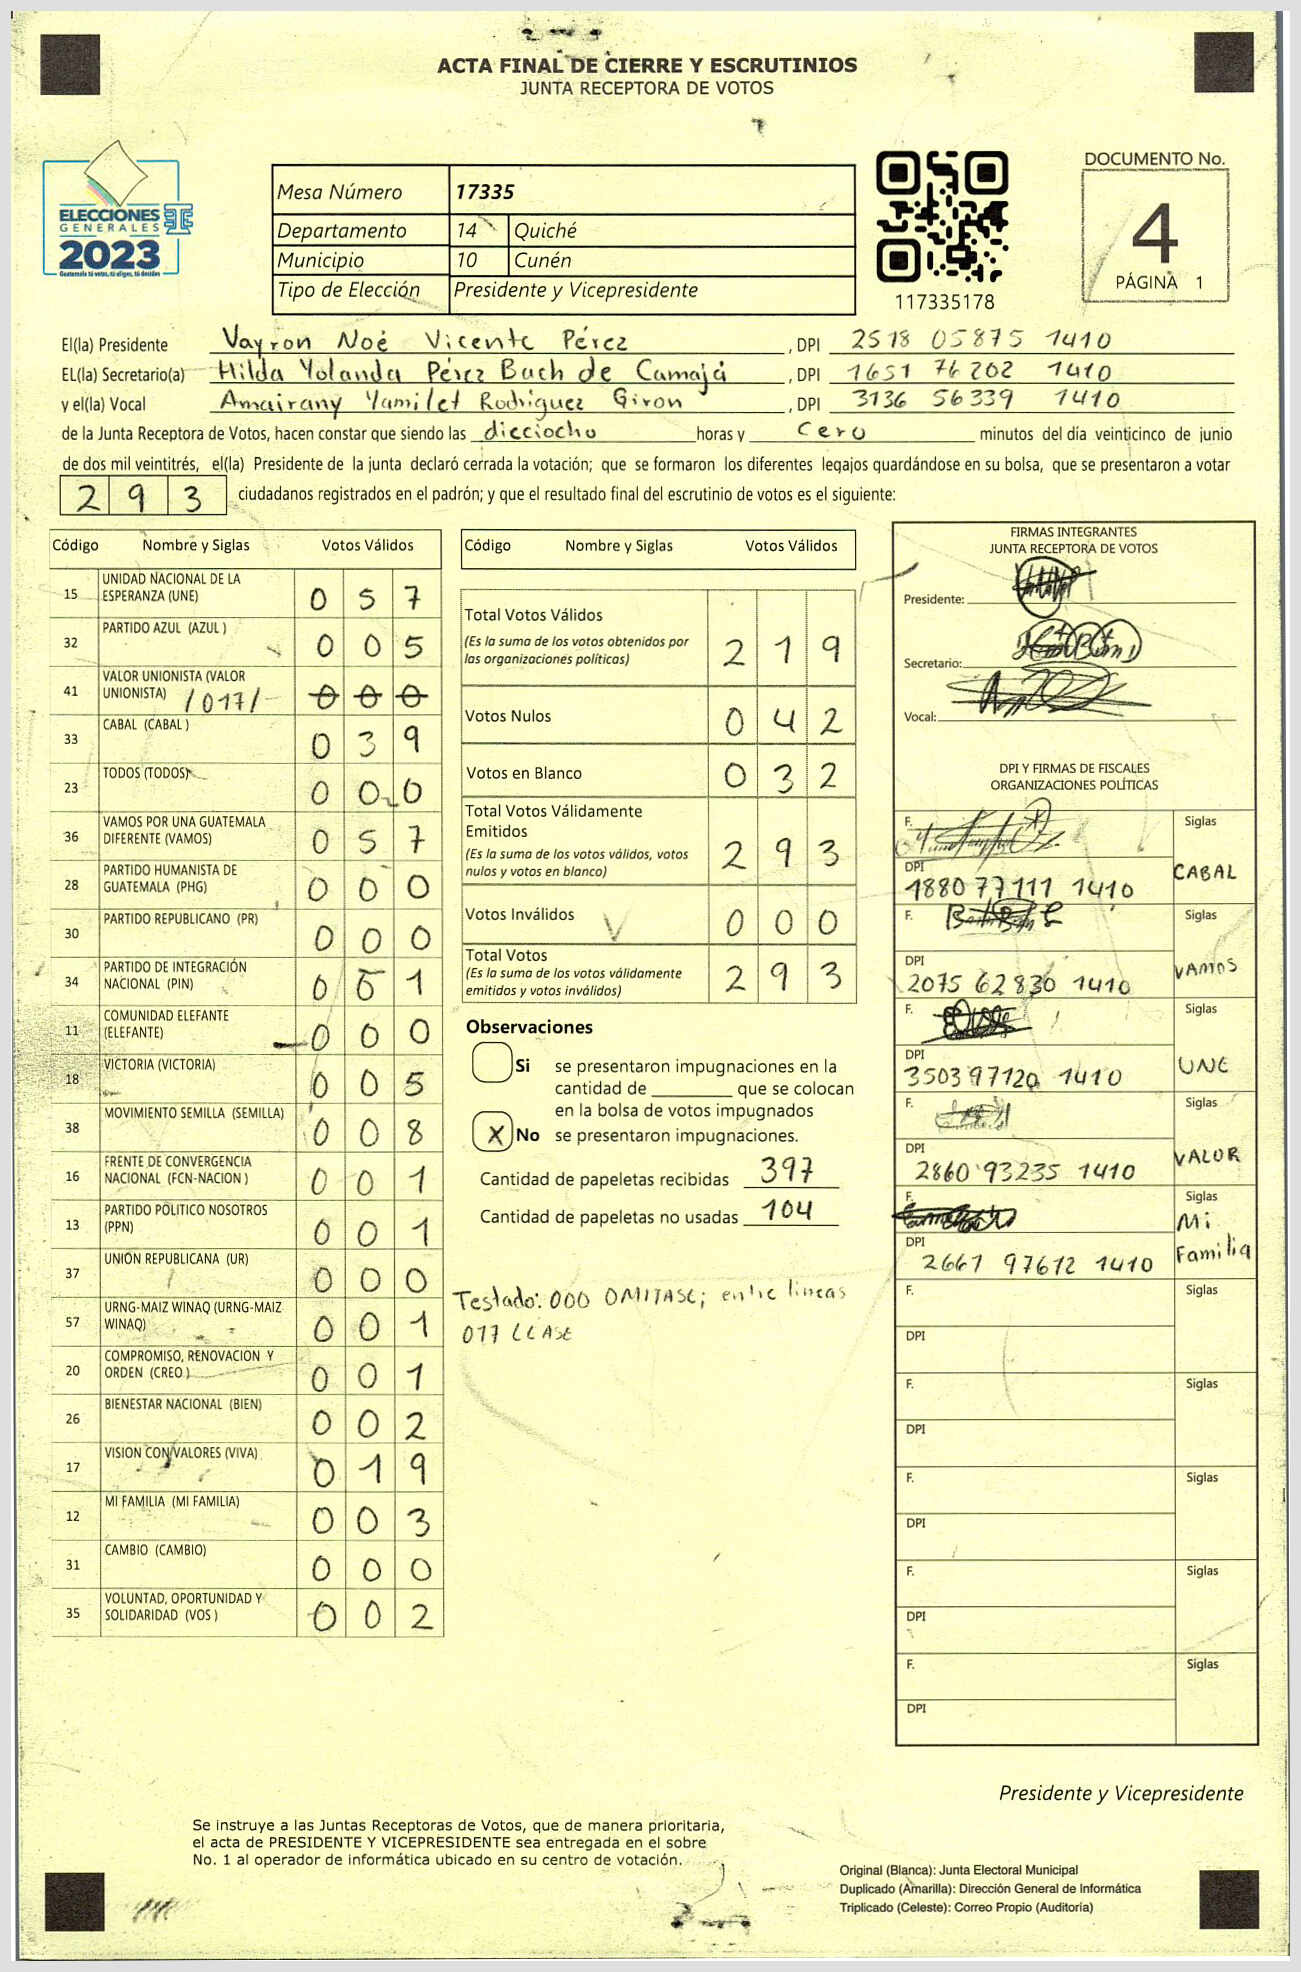 ACTA FINAL DE CIERRE Y ESCRUTINIOS
JUNTA RECEPTORA DE VOTOS
ELECCIONES
GENERALES
2023
Guatemala tú votas, tú eliges, tú decides
Mesa Número 17335
Departamento 14 Quiché
Municipio 10 Cunén
Tipo de Elección Presidente y Vicepresidente
117335178
DOCUMENTO No.
4
PÁGINA 1
El(la) Presidente Vayron Noé Vicente Pérez , DPI 2518 05875 1410
EL(la) Secretario(a) Hilda Yolanda Pérez Bach de Camajá , DPI 1651 76202 1410
y el(la) Vocal Amairany Yamilet Rodríguez Giron , DPI 3136 56339 1410
de la Junta Receptora de Votos, hacen constar que siendo las dieciocho horas y cero minutos del día veinticinco de junio
de dos mil veintitrés, el(la) Presidente de la junta declaró cerrada la votación; que se formaron los diferentes legajos guardándose en su bolsa, que se presentaron a votar
293 ciudadanos registrados en el padrón; y que el resultado final del escrutinio de votos es el siguiente:
Código Nombre y Siglas Votos Válidos
15 UNIDAD NACIONAL DE LA ESPERANZA (UNE) 0 5 7
32 PARTIDO AZUL (AZUL ) 0 0 5
41 VALOR UNIONISTA (VALOR UNIONISTA) /017/- 0 0 0
33 CABAL (CABAL ) 0 3 9
23 TODOS (TODOS) 0 0 0
36 VAMOS POR UNA GUATEMALA DIFERENTE (VAMOS) 0 5 7
28 PARTIDO HUMANISTA DE GUATEMALA (PHG) 0 0 0
30 PARTIDO REPUBLICANO (PR) 0 0 0
34 PARTIDO DE INTEGRACIÓN NACIONAL (PIN) 0 0 1
11 COMUNIDAD ELEFANTE (ELEFANTE) 0 0 0
18 VICTORIA (VICTORIA) 0 0 5
38 MOVIMIENTO SEMILLA (SEMILLA) 0 0 8
16 FRENTE DE CONVERGENCIA NACIONAL (FCN-NACION ) 0 0 1
13 PARTIDO POLITICO NOSOTROS (PPN) 0 0 1
37 UNION REPUBLICANA (UR) 0 0 0
57 URNG-MAIZ WINAQ (URNG-MAIZ WINAQ) 0 0 1
20 COMPROMISO, RENOVACION Y ORDEN (CREO ) 0 0 1
26 BIENESTAR NACIONAL (BIEN) 0 0 2
17 VISION CON VALORES (VIVA) 0 1 9
12 MI FAMILIA (MI FAMILIA) 0 0 3
31 CAMBIO (CAMBIO) 0 0 0
35 VOLUNTAD, OPORTUNIDAD Y SOLIDARIDAD (VOS ) 0 0 2
Código Nombre y Siglas Votos Válidos
Total Votos Válidos 2 1 9
(Es la suma de los votos obtenidos por
las organizaciones políticas)
Votos Nulos 0 4 2
Votos en Blanco 0 3 2
Total Votos Válidamente
Emitidos 2 9 3
(Es la suma de los votos válidos, votos
nulos y votos en blanco)
Votos Inválidos 0 0 0
Total Votos 2 9 3
(Es la suma de los votos válidamente
emitidos y votos inválidos)
Observaciones
Si se presentaron impugnaciones en la
cantidad de ________ que se colocan
en la bolsa de votos impugnados
X No se presentaron impugnaciones.
Cantidad de papeletas recibidas 397
Cantidad de papeletas no usadas 104
Testado: 000 OMITASE; entre lineas
017 LEASE
FIRMAS INTEGRANTES
JUNTA RECEPTORA DE VOTOS
Presidente:
Secretario:
Vocal:
DPI Y FIRMAS DE FISCALES
ORGANIZACIONES POLÍTICAS
F. Siglas
DPI 1880 77111 1410 CABAL
F. Siglas
DPI 2075 62830 1410 VAMOS
F. Siglas
DPI 3503 97120 1410 UNE
F. Siglas
DPI 2860 93235 1410 VALOR
F. Siglas
DPI 2661 97612 1410 Mi Familia
F. Siglas
DPI
F. Siglas
DPI
F. Siglas
DPI
F. Siglas
DPI
F. Siglas
DPI
Presidente y Vicepresidente
Se instruye a las Juntas Receptoras de Votos, que de manera prioritaria,
el acta de PRESIDENTE Y VICEPRESIDENTE sea entregada en el sobre
No. 1 al operador de informática ubicado en su centro de votación.
Original (Blanca): Junta Electoral Municipal
Duplicado (Amarilla): Dirección General de Informática
Triplicado (Celeste): Correo Propio (Auditoría)